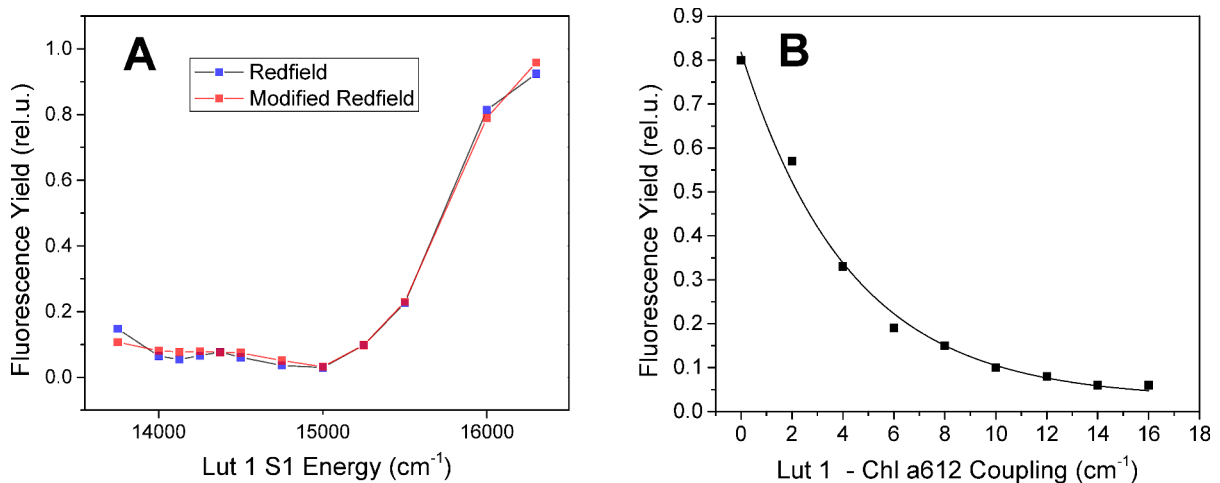 A
Redfield
Modified Redfield
Fluorescence Yield (rel.u.)
1.0
0.8
0.6
0.4
0.2
0.0
14000 15000 16000
Lut 1 S1 Energy (cm⁻¹)
B
Fluorescence Yield (rel.u.)
0.9
0.8
0.7
0.6
0.5
0.4
0.3
0.2
0.1
0.0
0 2 4 6 8 10 12 14 16 18
Lut 1 - Chl a612 Coupling (cm⁻¹)